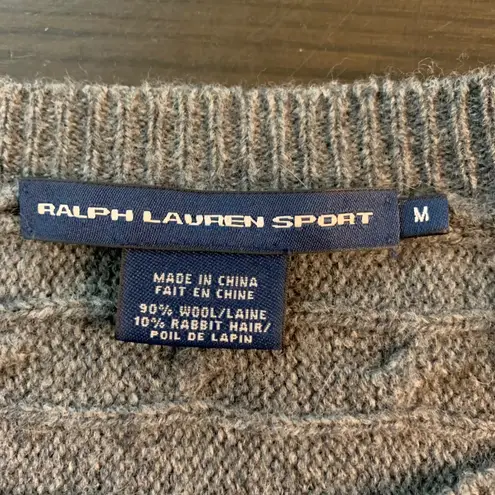 RALPH LAUREN SPORT
M
MADE IN CHINA
FAIT EN CHINE
90% WOOL/LAINE
10% RABBIT HAIR/
POIL DE LAPIN